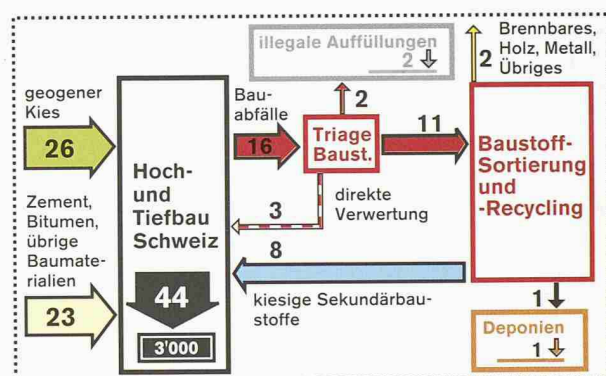 illegale Auffüllungen
2
Brennbares,
Holz, Metall,
Übriges
2
geogener
Kies
26
Bau-
abfälle
16
2
Triage
Baust.
11
Baustoff-
Sortierung
und
-Recycling
Hoch-
und
Tiefbau
Schweiz
Zement,
Bitumen,
übrige
Baumate-
rialien
23
3
direkte
Verwertung
8
kiesige Sekundärbau-
stoffe
44
3'000
1
Deponien
1